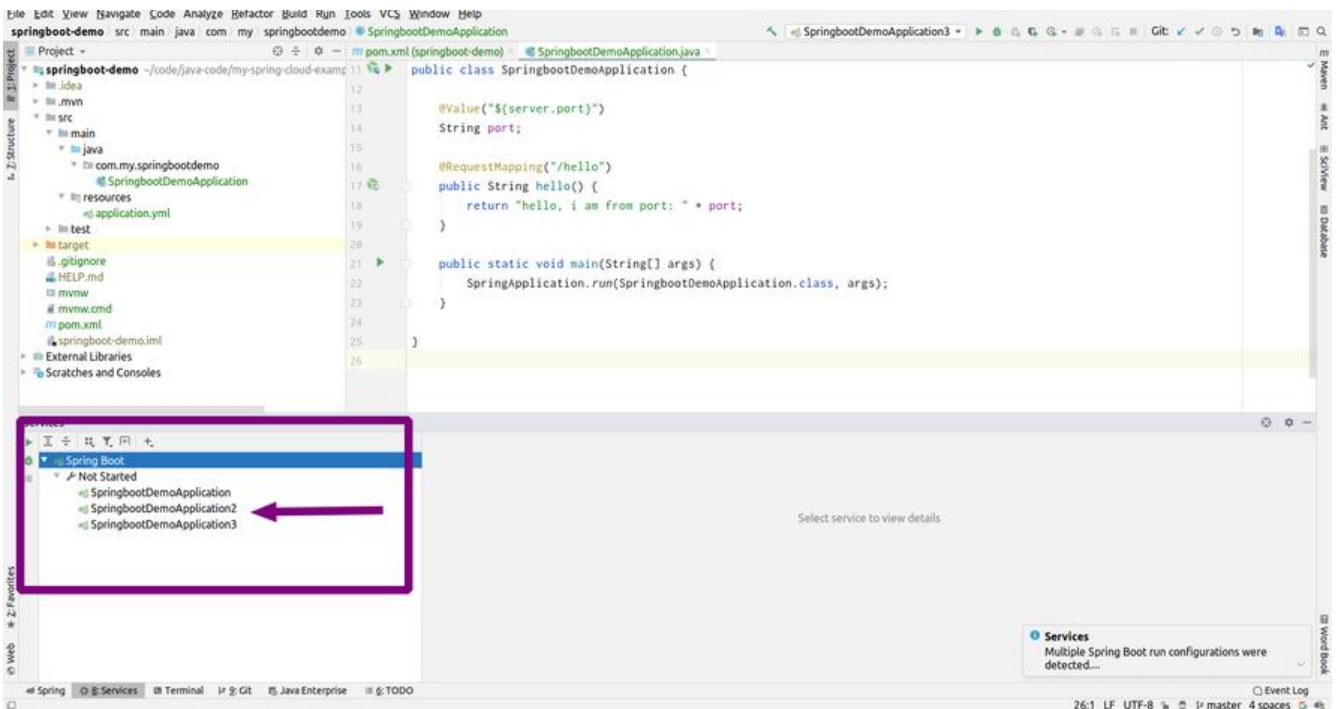 File Edit View Navigate Code Analyze Refactor Build Run Tools VCS Window Help
springboot-demo src main java com my springbootdemo SpringbootDemoApplication
SpringbootDemoApplication3
Git:
1: Project
Z: Structure
2: Favorites
Web
Project
springboot-demo ~/code/java-code/my-spring-cloud-examp
.idea
.mvn
src
main
java
com.my.springbootdemo
SpringbootDemoApplication
resources
application.yml
test
target
.gitignore
HELP.md
mvnw
mvnw.cmd
pom.xml
springboot-demo.iml
External Libraries
Scratches and Consoles
pom.xml (springboot-demo) SpringbootDemoApplication.java
11 public class SpringbootDemoApplication {
12
13 @Value("${server.port}")
14 String port;
15
16 @RequestMapping("/hello")
17 public String hello() {
18 return "hello, i am from port: " + port;
19 }
20
21 public static void main(String[] args) {
22 SpringApplication.run(SpringbootDemoApplication.class, args);
23 }
24
25 }
26
Maven
Ant
SciView
Database
Word Book
Spring Boot
Not Started
SpringbootDemoApplication
SpringbootDemoApplication2
SpringbootDemoApplication3
Select service to view details
Services
Multiple Spring Boot run configurations were
detected....
Spring 8: Services Terminal 9: Git Java Enterprise 6: TODO
Event Log
26:1 LF UTF-8 master 4 spaces